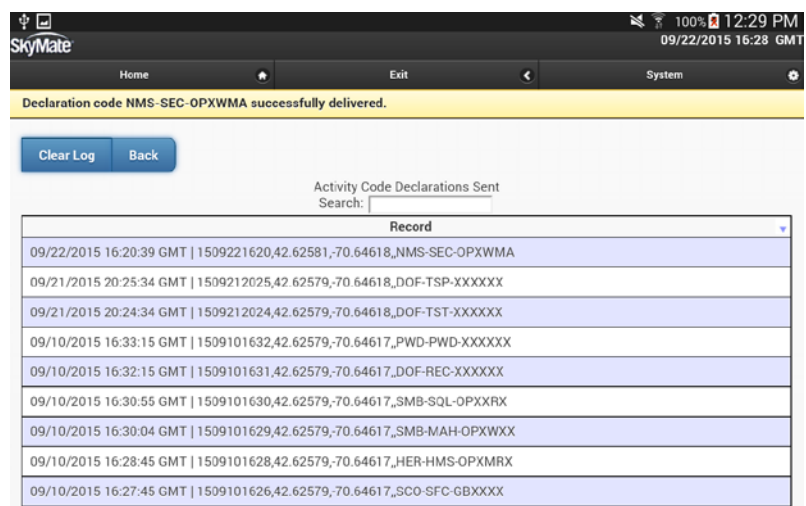 100% 12:29 PM
SkyMate
09/22/2015 16:28 GMT
Home Exit System
Declaration code NMS-SEC-OPXWMA successfully delivered.
Clear Log Back
Activity Code Declarations Sent
Search:
Record
09/22/2015 16:20:39 GMT | 1509221620,42.62581,-70.64618,,NMS-SEC-OPXWMA
09/21/2015 20:25:34 GMT | 1509212025,42.62579,-70.64618,,DOF-TSP-XXXXXX
09/21/2015 20:24:34 GMT | 1509212024,42.62579,-70.64618,,DOF-TST-XXXXXX
09/10/2015 16:33:15 GMT | 1509101632,42.62579,-70.64617,,PWD-PWD-XXXXXX
09/10/2015 16:32:15 GMT | 1509101631,42.62579,-70.64617,,DOF-REC-XXXXXX
09/10/2015 16:30:55 GMT | 1509101630,42.62579,-70.64617,,SMB-SQL-OPXXRX
09/10/2015 16:30:04 GMT | 1509101629,42.62579,-70.64617,,SMB-MAH-OPXWXX
09/10/2015 16:28:45 GMT | 1509101628,42.62579,-70.64617,,HER-HMS-OPXMRX
09/10/2015 16:27:45 GMT | 1509101626,42.62579,-70.64617,,SCO-SFC-GBXXXX